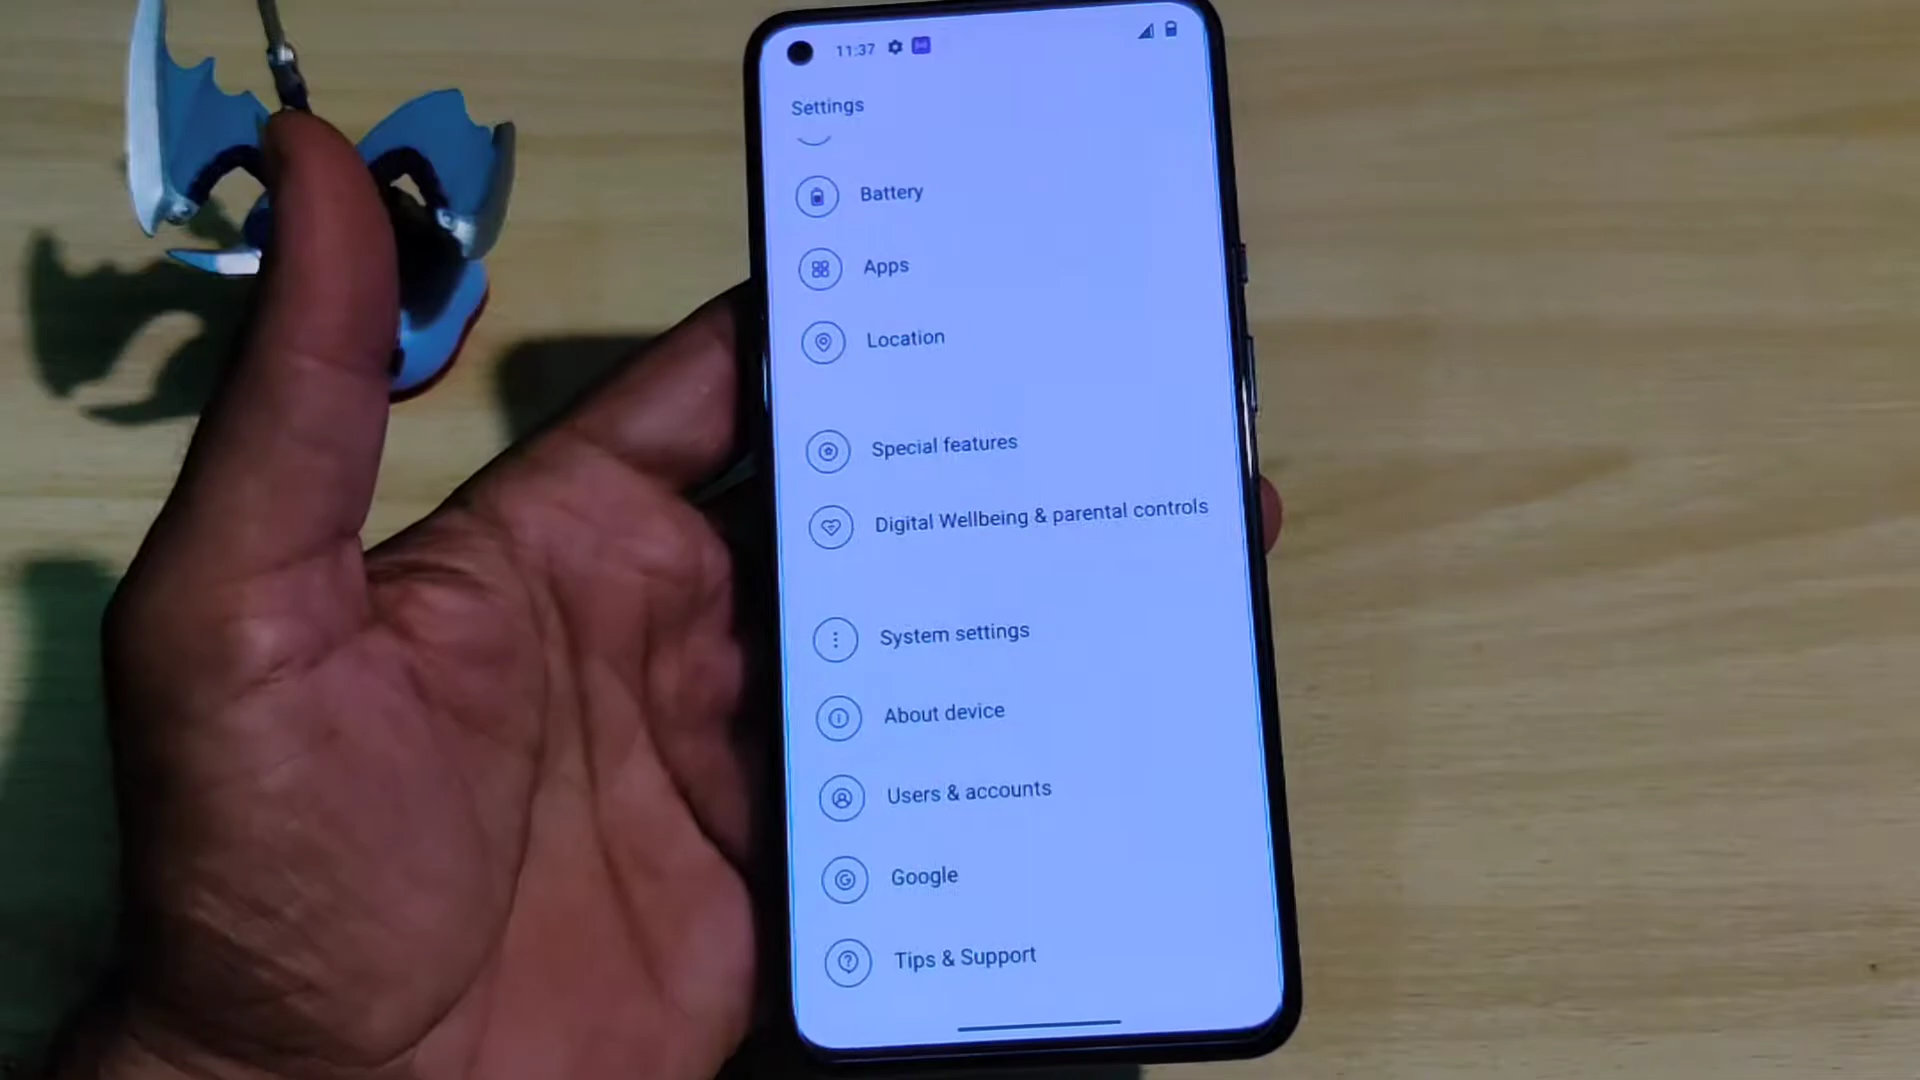 11:37
Settings
Battery
Apps
Location
Special features
Digital Wellbeing & parental controls
System settings
About device
Users & accounts
Google
Tips & Support